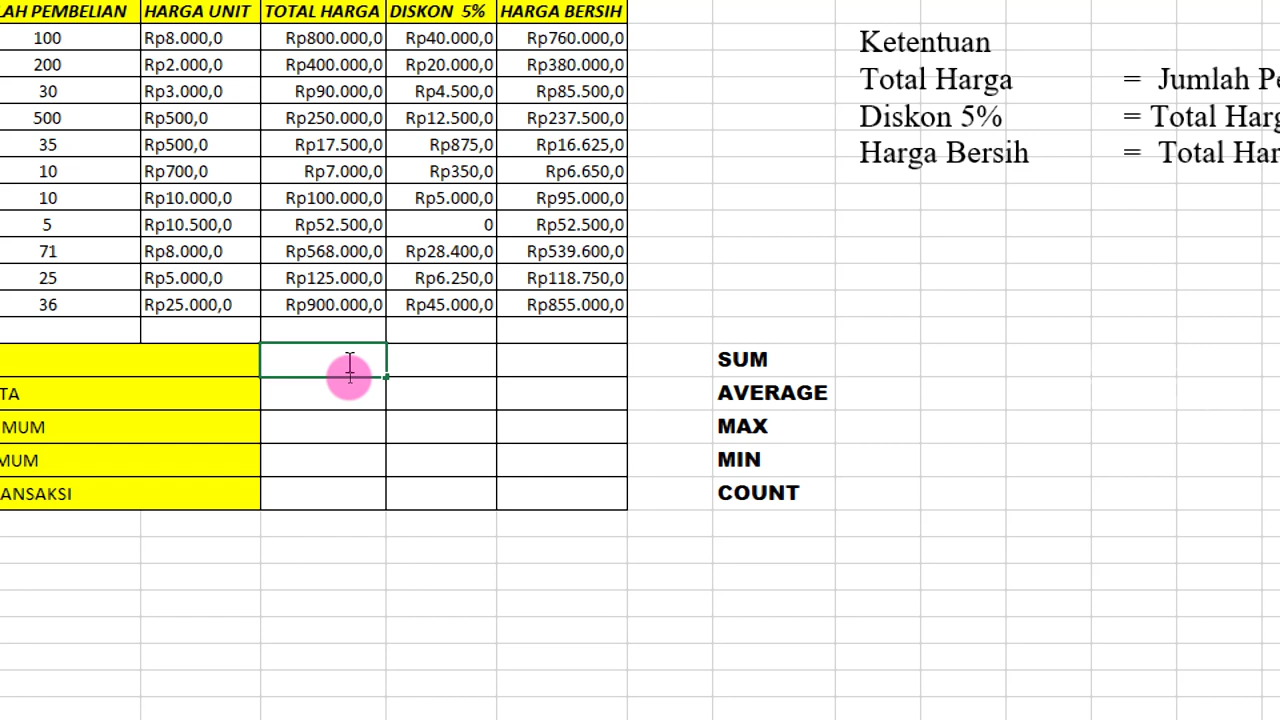 LAH PEMBELIAN HARGA UNIT TOTAL HARGA DISKON 5% HARGA BERSIH
100 Rp8.000,0 Rp800.000,0 Rp40.000,0 Rp760.000,0
200 Rp2.000,0 Rp400.000,0 Rp20.000,0 Rp380.000,0
30 Rp3.000,0 Rp90.000,0 Rp4.500,0 Rp85.500,0
500 Rp500,0 Rp250.000,0 Rp12.500,0 Rp237.500,0
35 Rp500,0 Rp17.500,0 Rp875,0 Rp16.625,0
10 Rp700,0 Rp7.000,0 Rp350,0 Rp6.650,0
10 Rp10.000,0 Rp100.000,0 Rp5.000,0 Rp95.000,0
5 Rp10.500,0 Rp52.500,0 0 Rp52.500,0
71 Rp8.000,0 Rp568.000,0 Rp28.400,0 Rp539.600,0
25 Rp5.000,0 Rp125.000,0 Rp6.250,0 Rp118.750,0
36 Rp25.000,0 Rp900.000,0 Rp45.000,0 Rp855.000,0
TA
MUM
MUM
ANSAKSI
Ketentuan
Total Harga = Jumlah Pe
Diskon 5% = Total Harg
Harga Bersih = Total Har
SUM
AVERAGE
MAX
MIN
COUNT